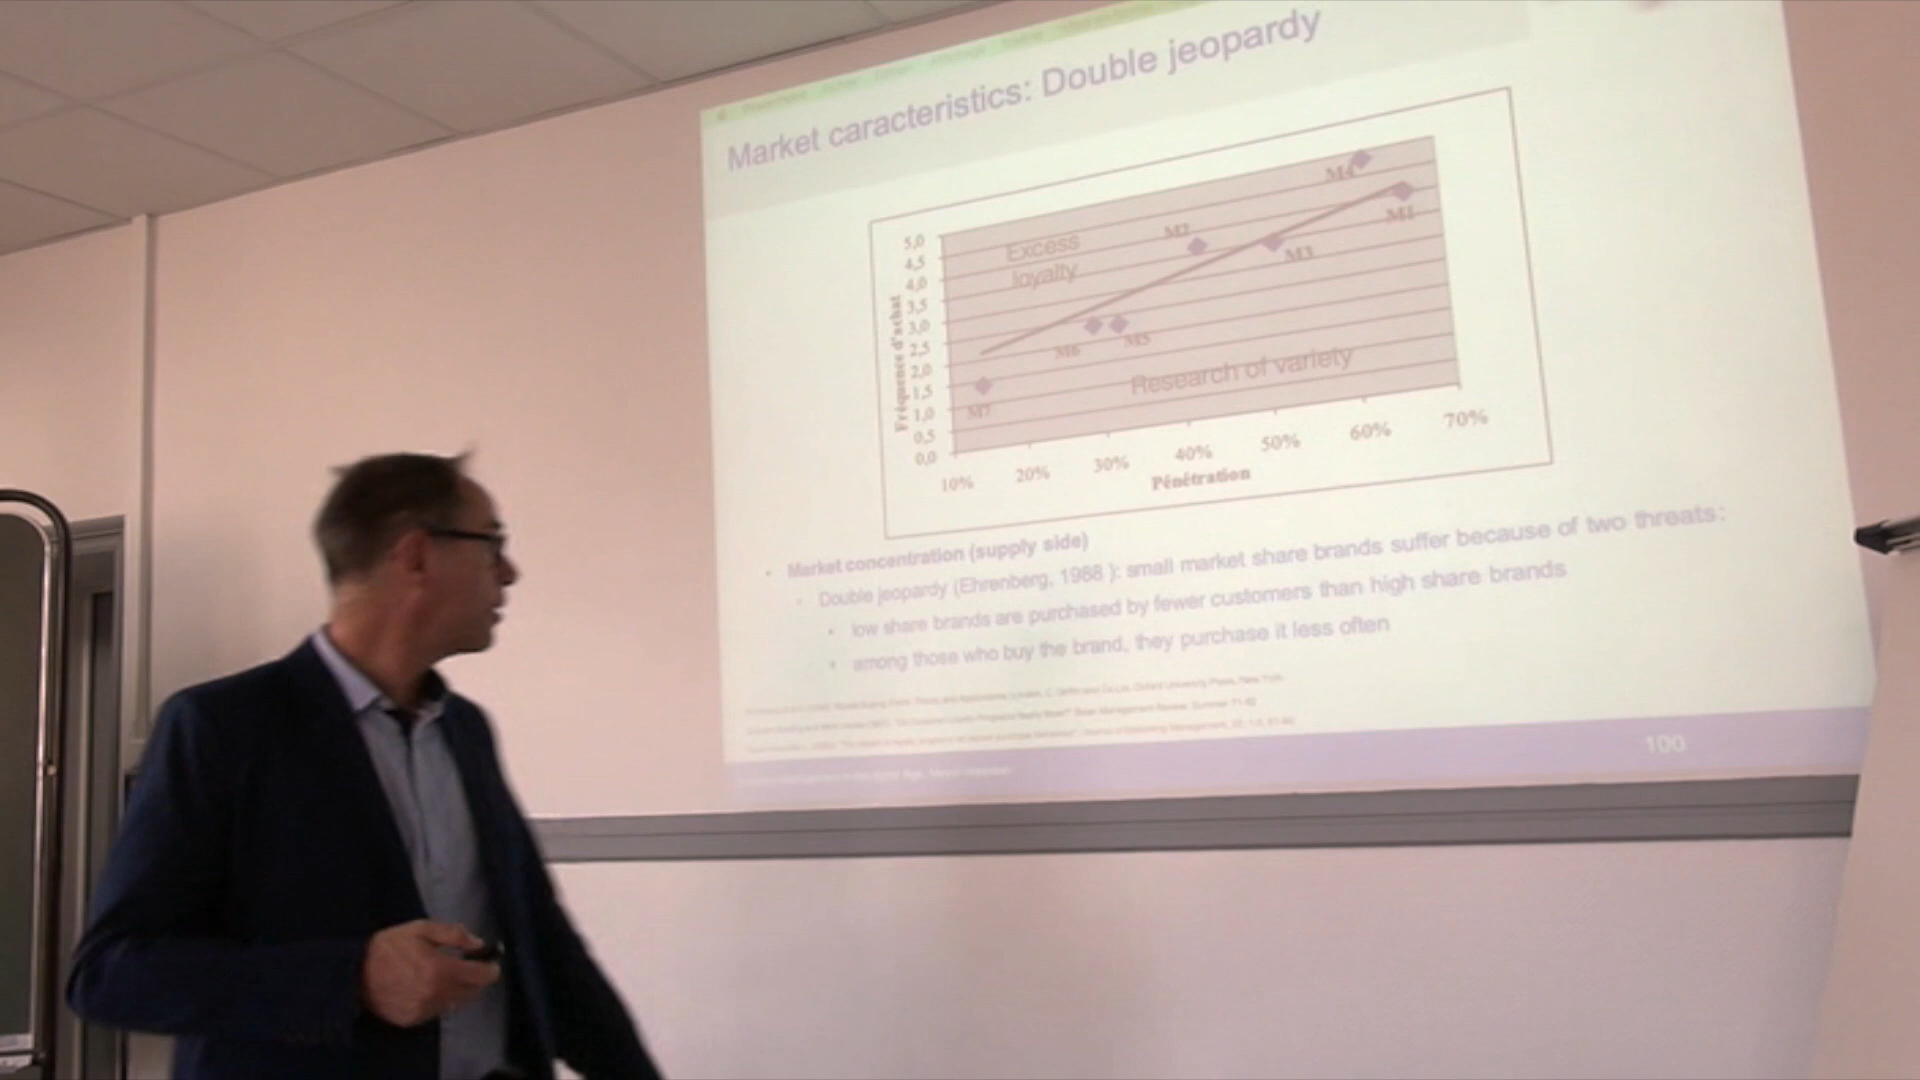 Market caracteristics: Double jeopardy
5,0
4,5
4,0
3,5
3,0
2,5
2,0
1,5
1,0
0,5
0,0
Fréquence d'achat
Excess
loyalty
M4
M1
M2
M3
M6
M5
M7
Research of variety
10% 20% 30% 40% 50% 60% 70%
Pénétration
• Market concentration (supply side)
• Double jeopardy (Ehrenberg, 1988 ): small market share brands suffer because of two threats:
• low share brands are purchased by fewer customers than high share brands
• among those who buy the brand, they purchase it less often
100